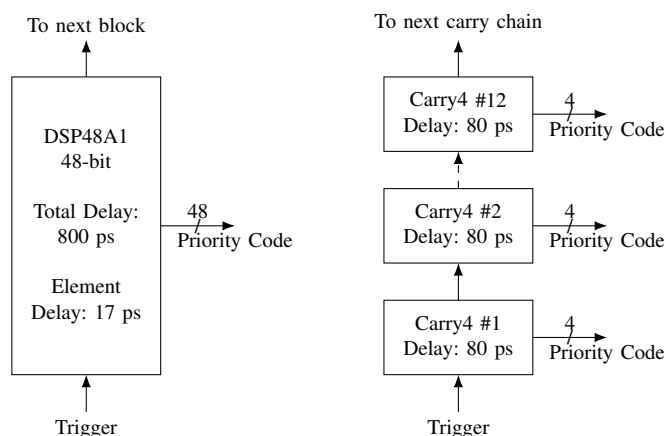 To next block
DSP48A1
48-bit
Total Delay:
800 ps
Element
Delay: 17 ps
48
Priority Code
Trigger
To next carry chain
Carry4 #12
Delay: 80 ps
4
Priority Code
Carry4 #2
Delay: 80 ps
4
Priority Code
Carry4 #1
Delay: 80 ps
4
Priority Code
Trigger